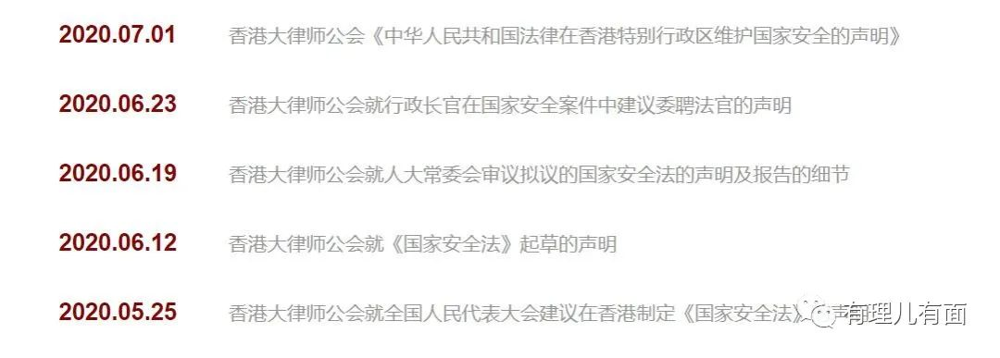 2020.07.01 香港大律师公会《中华人民共和国法律在香港特别行政区维护国家安全的声明》
2020.06.23 香港大律师公会就行政长官在国家安全案件中建议委聘法官的声明
2020.06.19 香港大律师公会就人大常委会审议拟议的国家安全法的声明及报告的细节
2020.06.12 香港大律师公会就《国家安全法》起草的声明
2020.05.25 香港大律师公会就全国人民代表大会建议在香港制定《国家安全法》声明
有理儿有面